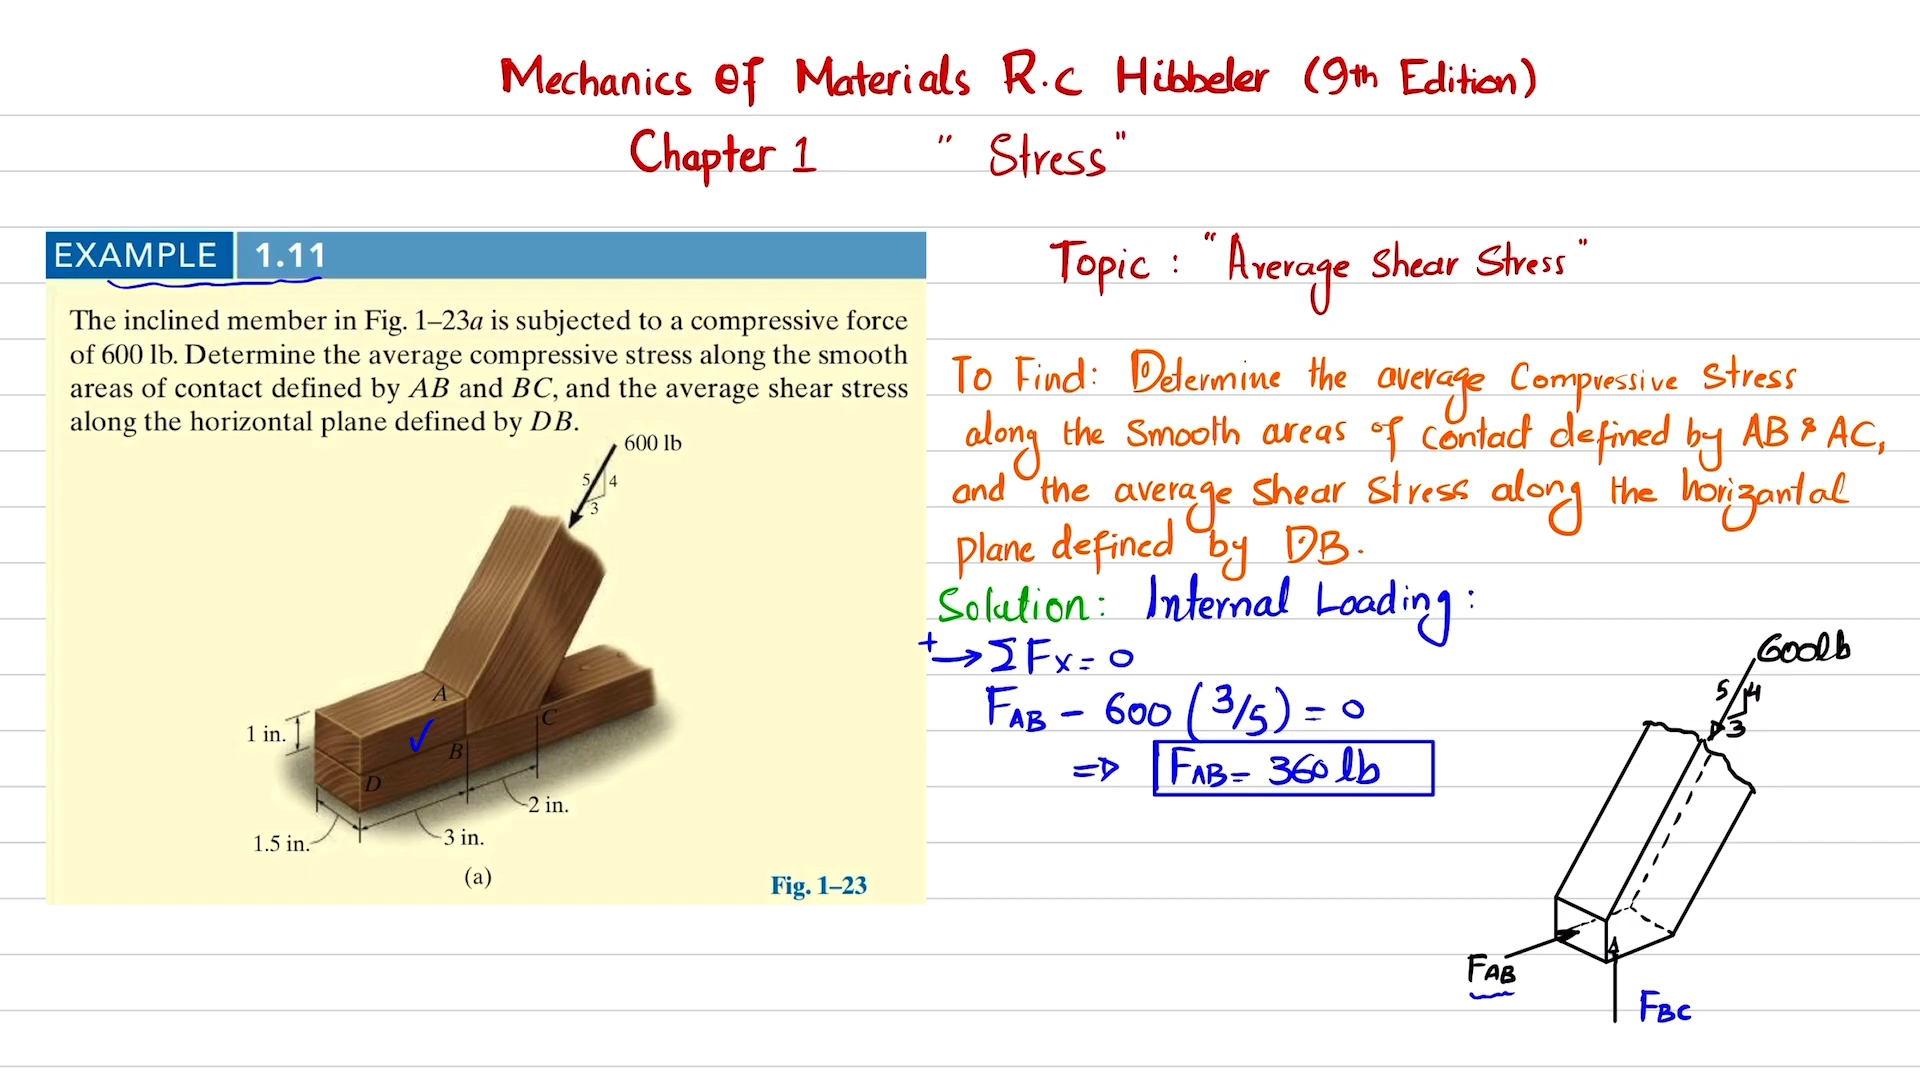 Mechanics Of Materials R.C Hibbeler (9th Edition)
Chapter 1 " Stress"
EXAMPLE 1.11
The inclined member in Fig. 1–23a is subjected to a compressive force
of 600 lb. Determine the average compressive stress along the smooth
areas of contact defined by AB and BC, and the average shear stress
along the horizontal plane defined by DB.
600 lb
5
4
3
A
C
1 in.
B
D
2 in.
1.5 in.
3 in.
(a)
Fig. 1–23
Topic : "Average Shear Stress"
To Find: Determine the average Compressive Stress
along the Smooth areas of contact defined by AB & AC,
and the average Shear Stress along the horizantal
plane defined by DB.
Solution: Internal Loading :
+→ ΣFx = 0
FAB - 600 (3/5) = 0
=> FAB = 360 lb
600lb
5
4
3
FAB
FBC